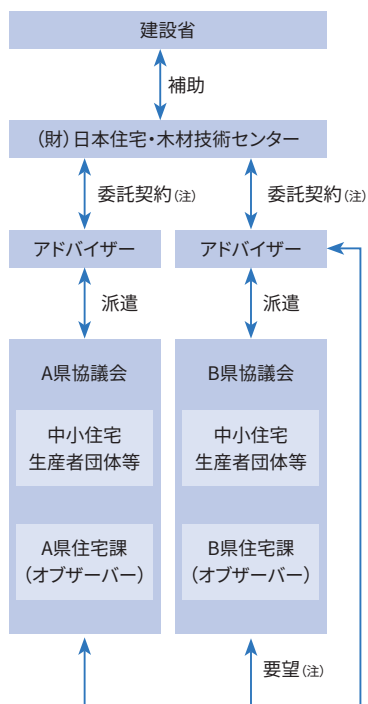 建設省
補助
（財）日本住宅・木材技術センター
委託契約（注）
委託契約（注）
アドバイザー
アドバイザー
派遣
派遣
A県協議会
中小住宅
生産者団体等
A県住宅課
（オブザーバー）
B県協議会
中小住宅
生産者団体等
B県住宅課
（オブザーバー）
要望（注）